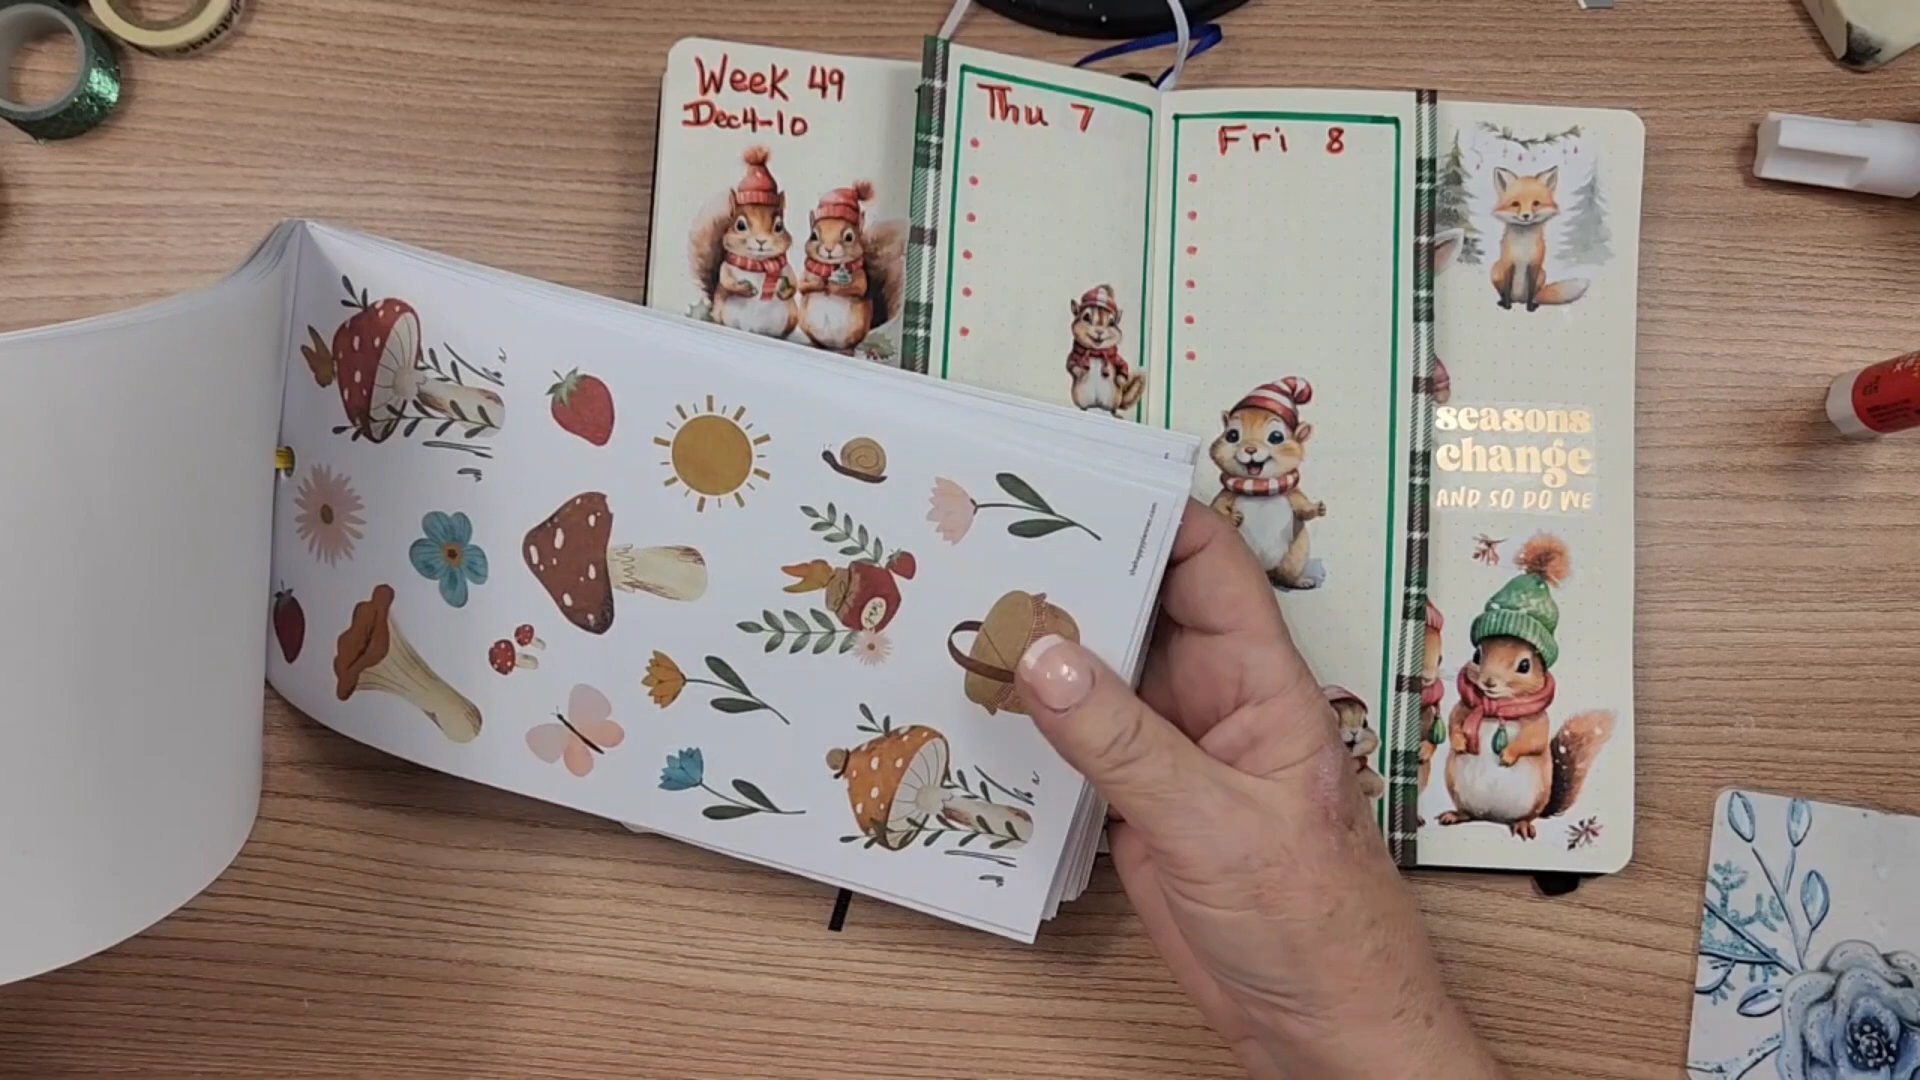 Week 49
Dec4-10
Thu 7
Fri 8
seasons
change
AND SO DO WE